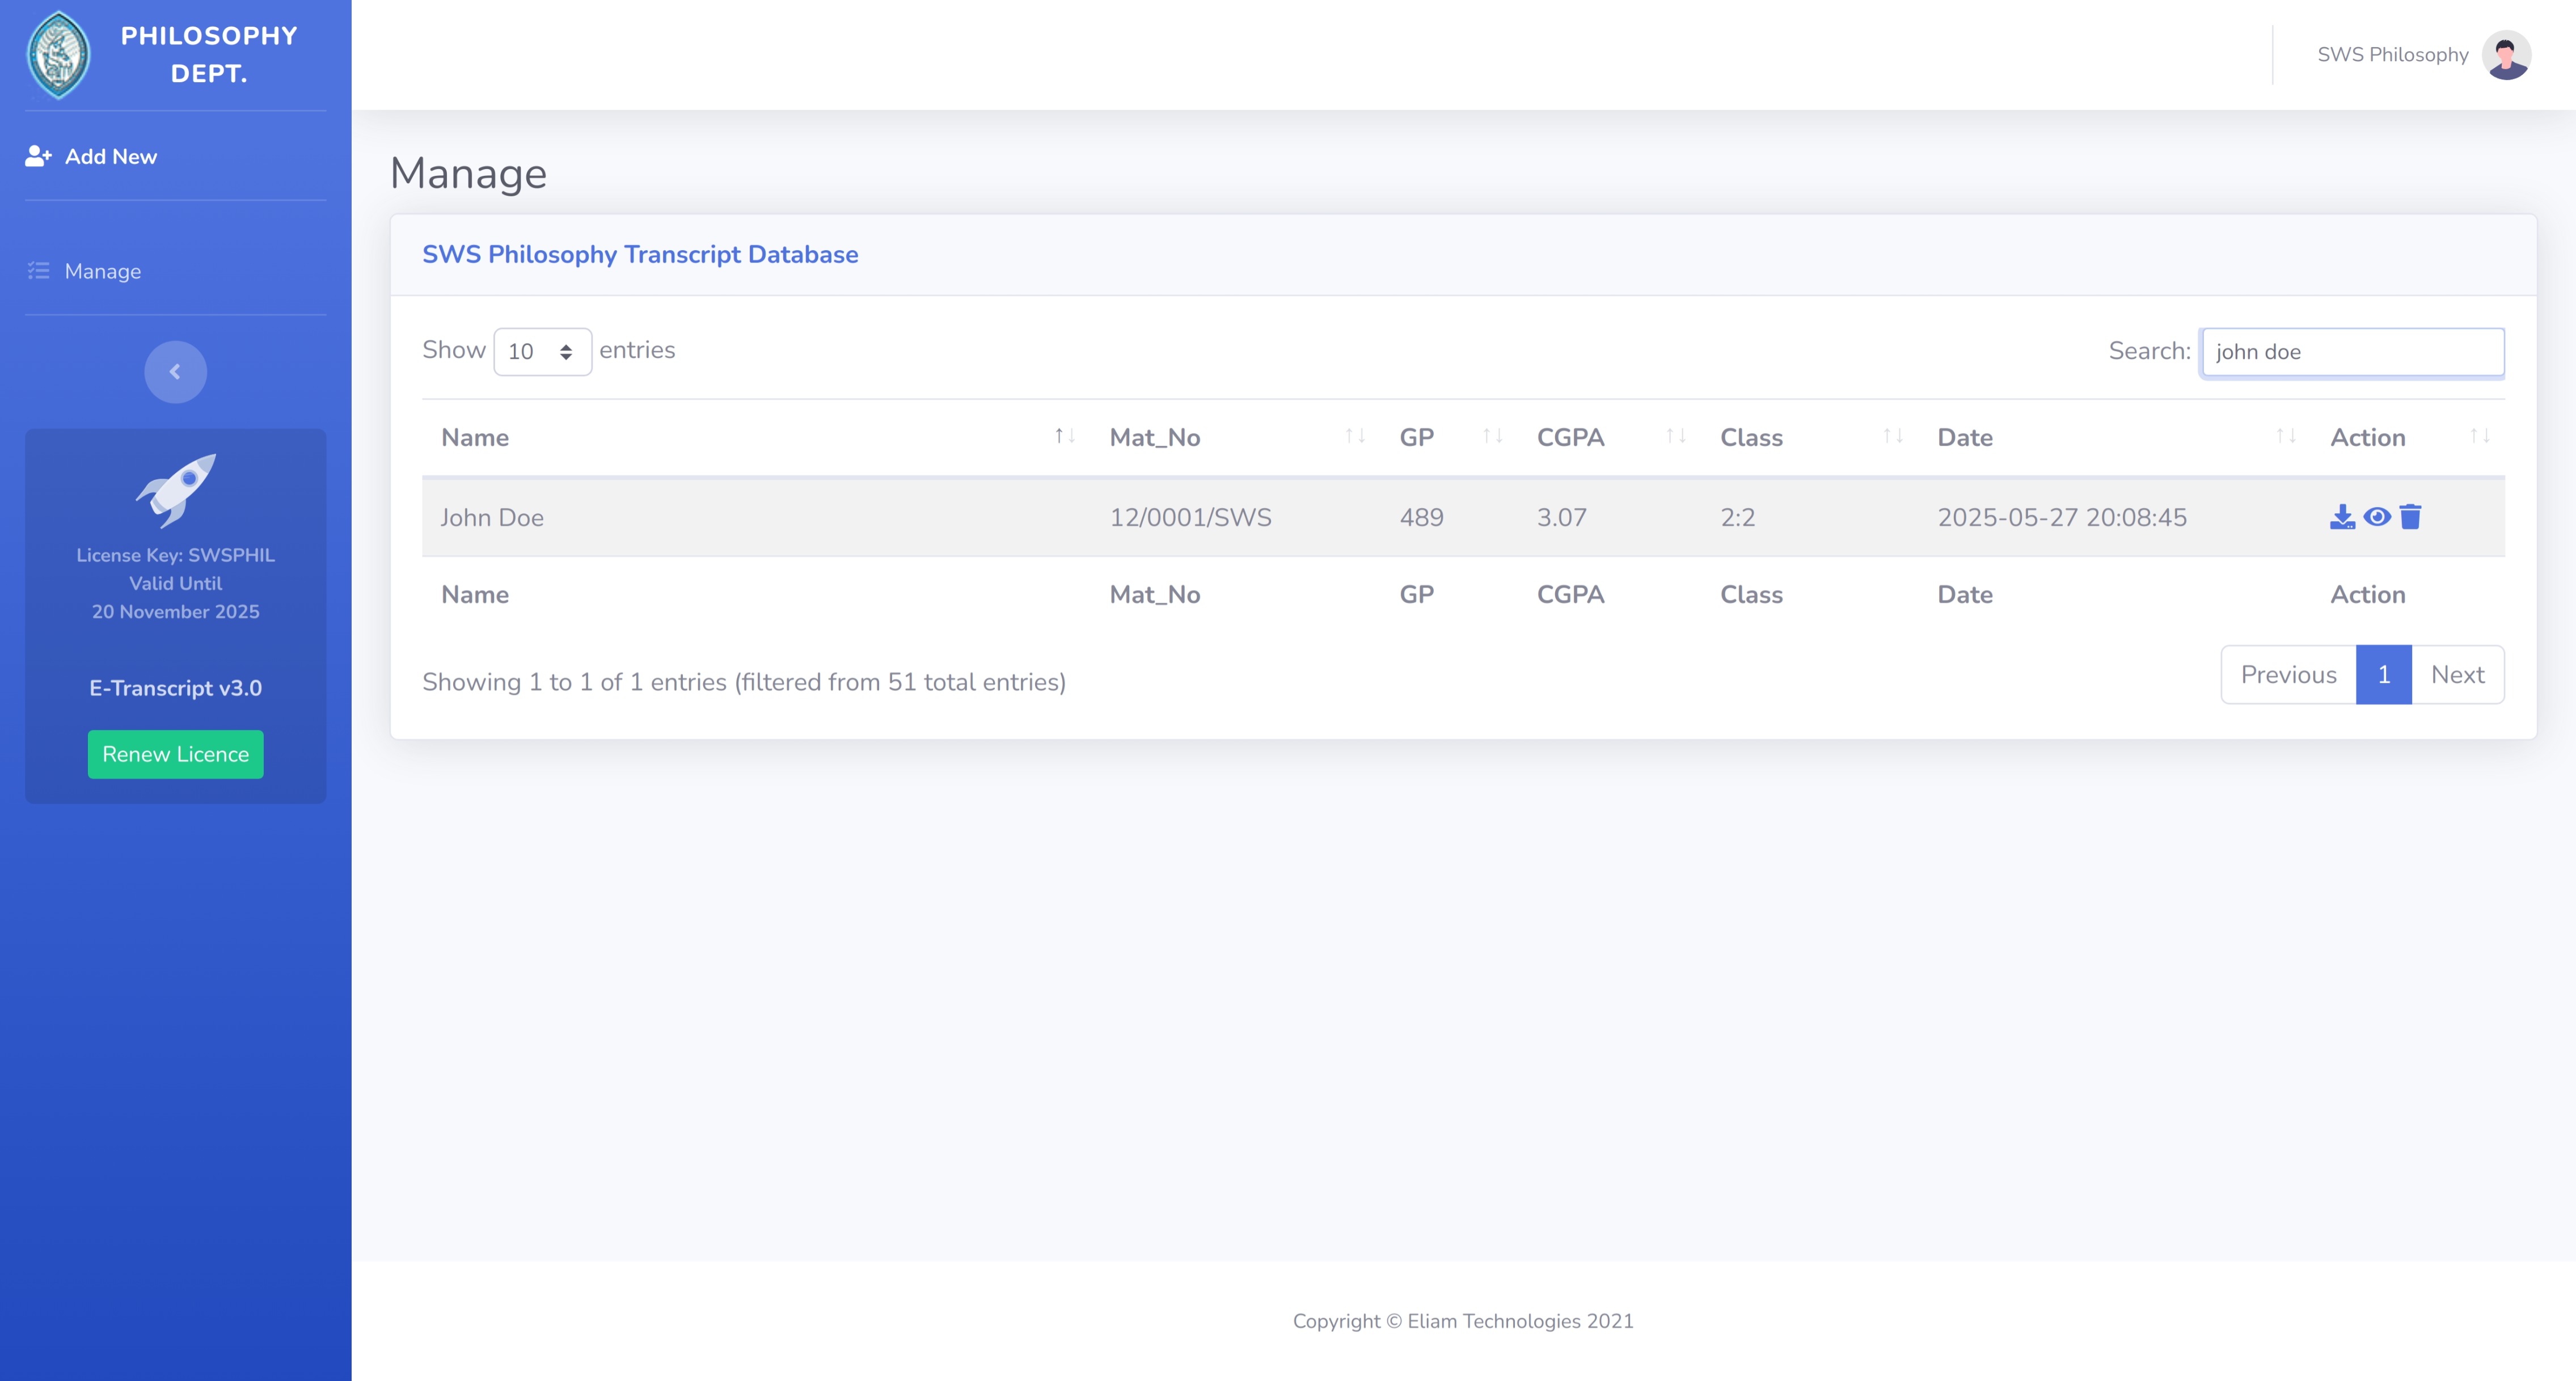 PHILOSOPHY
DEPT.
SWS Philosophy
Add New
Manage
License Key: SWSPHIL
Valid Until
20 November 2025
E-Transcript v3.0
Renew Licence
Manage
SWS Philosophy Transcript Database
Show 10 entries
Search: john doe
Name Mat_No GP CGPA Class Date Action
John Doe 12/0001/SWS 489 3.07 2:2 2025-05-27 20:08:45
Name Mat_No GP CGPA Class Date Action
Showing 1 to 1 of 1 entries (filtered from 51 total entries)
Previous 1 Next
Copyright © Eliam Technologies 2021